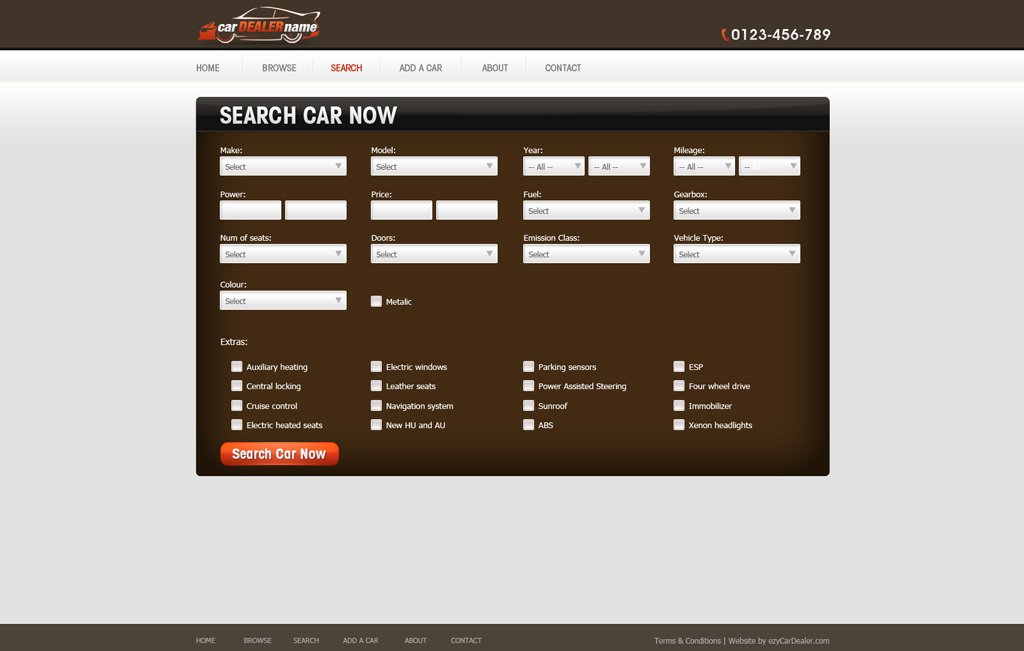 car DEALER name
0123-456-789
HOME BROWSE SEARCH ADD A CAR ABOUT CONTACT
SEARCH CAR NOW
Make: Model: Year: Mileage:
Select Select -- All -- -- All -- -- All -- --
Power: Price: Fuel: Gearbox:
Select Select
Num of seats: Doors: Emission Class: Vehicle Type:
Select Select Select Select
Colour:
Select Metalic
Extras:
Auxiliary heating Electric windows Parking sensors ESP
Central locking Leather seats Power Assisted Steering Four wheel drive
Cruise control Navigation system Sunroof Immobilizer
Electric heated seats New HU and AU ABS Xenon headlights
Search Car Now
HOME BROWSE SEARCH ADD A CAR ABOUT CONTACT Terms & Conditions | Website by ezyCarDealer.com